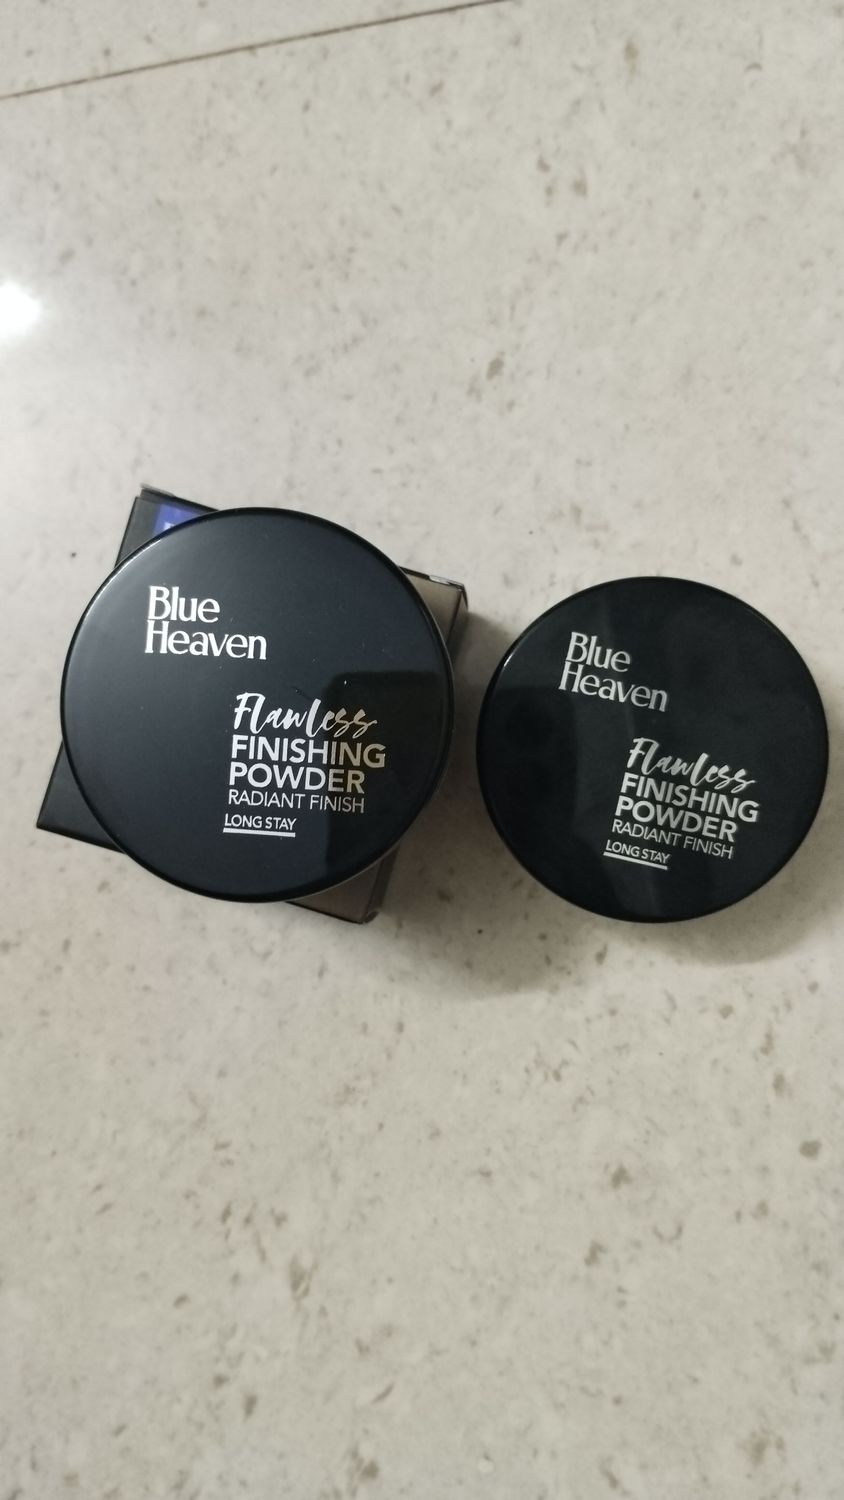 Blue
Heaven
Flawless
FINISHING
POWDER
RADIANT FINISH
LONG STAY
Blue
Heaven
Flawless
FINISHING
POWDER
RADIANT FINISH
LONG STAY